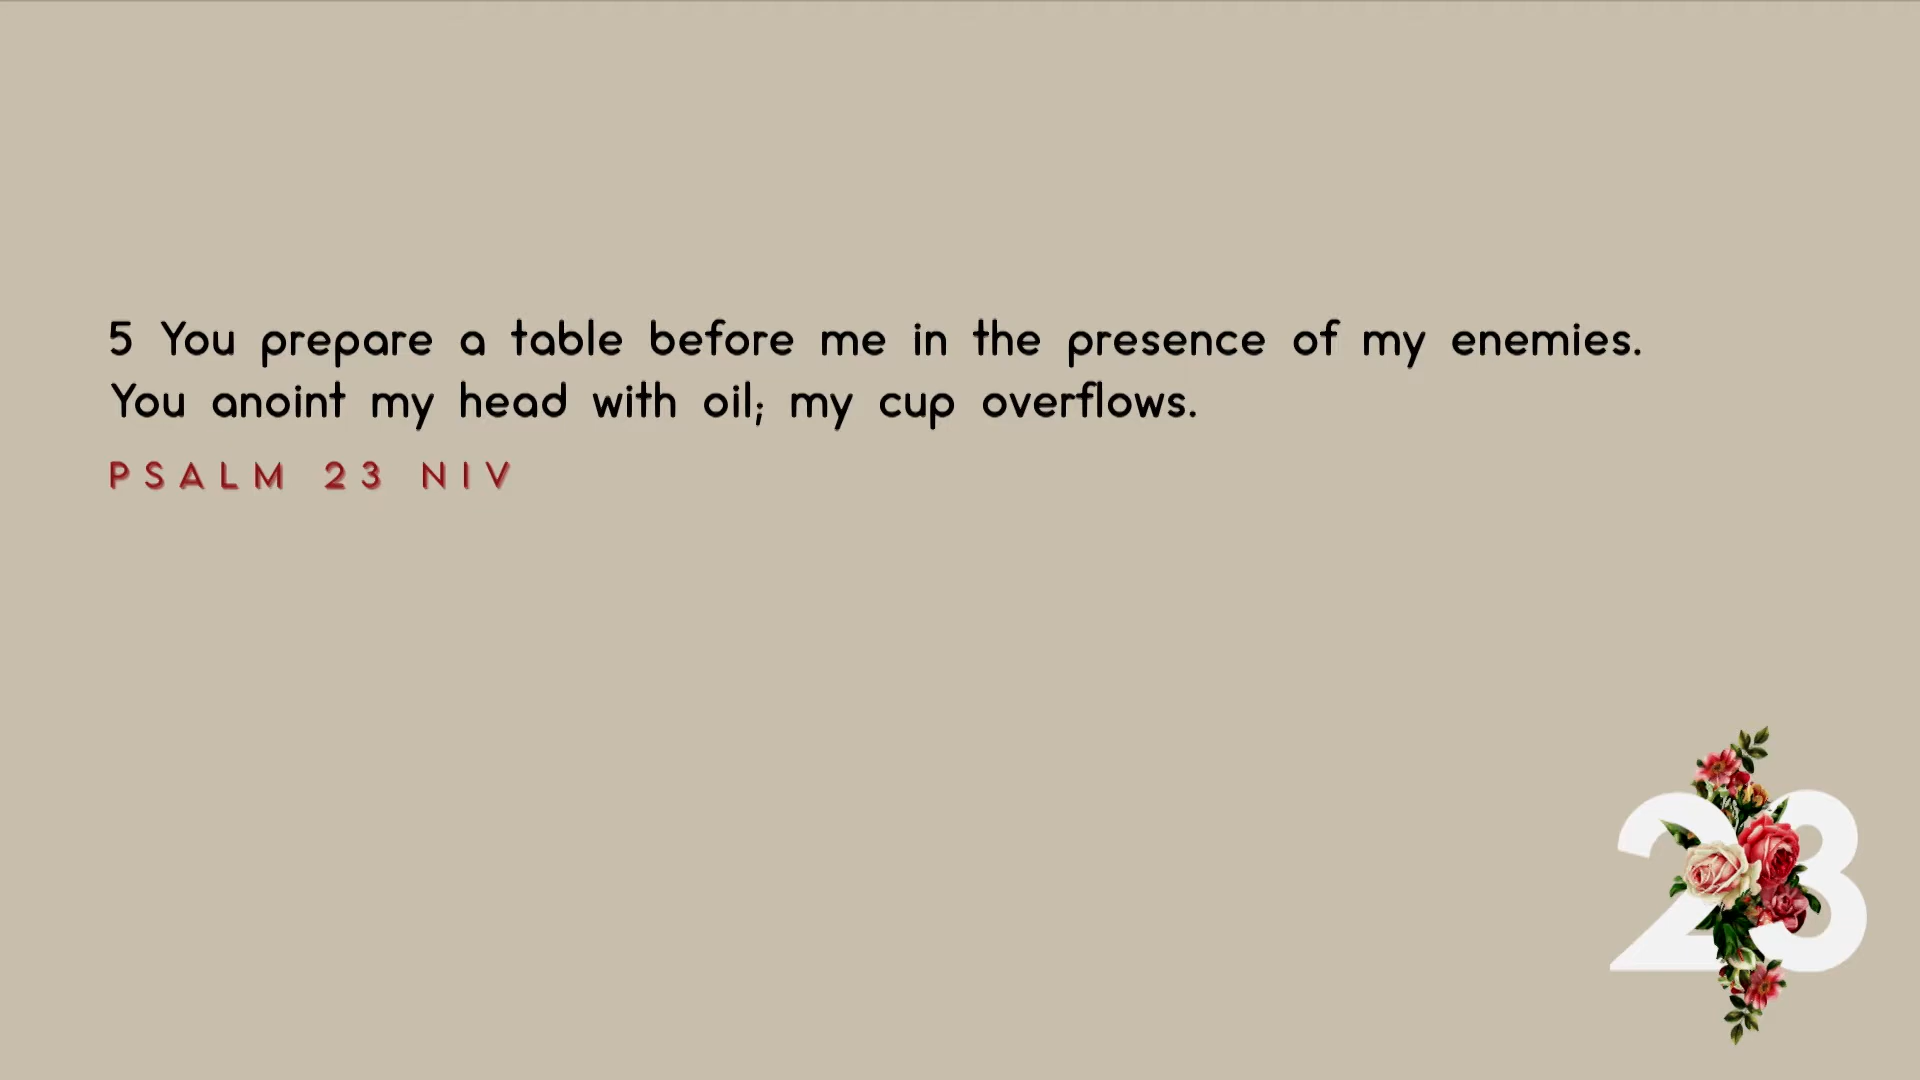 5 You prepare a table before me in the presence of my enemies.
You anoint my head with oil; my cup overflows.
PSALM 23 NIV
23